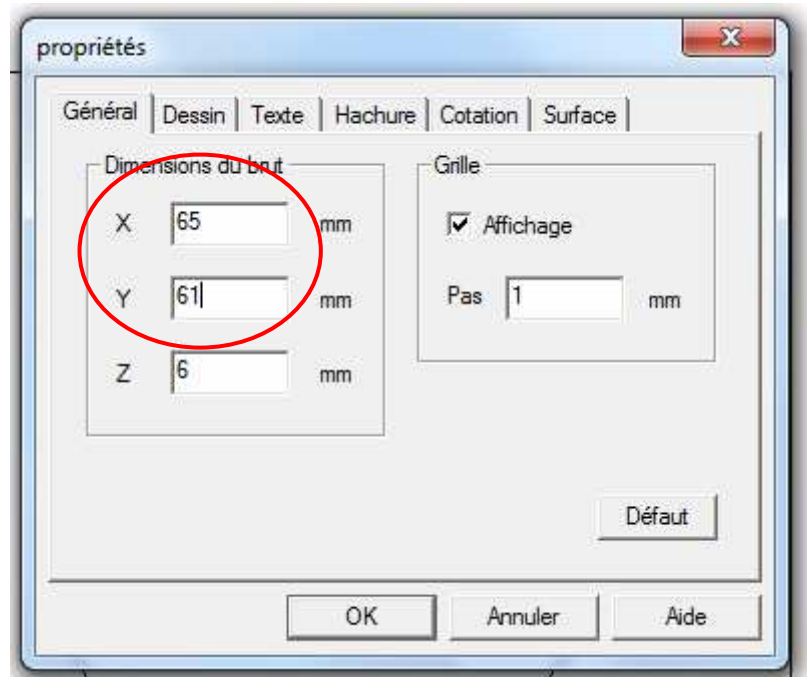 propriétés
Général Dessin Texte Hachure Cotation Surface
Dimensions du brut
X 65 mm
Y 61 mm
Z 6 mm
Grille
Affichage
Pas 1 mm
Défaut
OK Annuler Aide